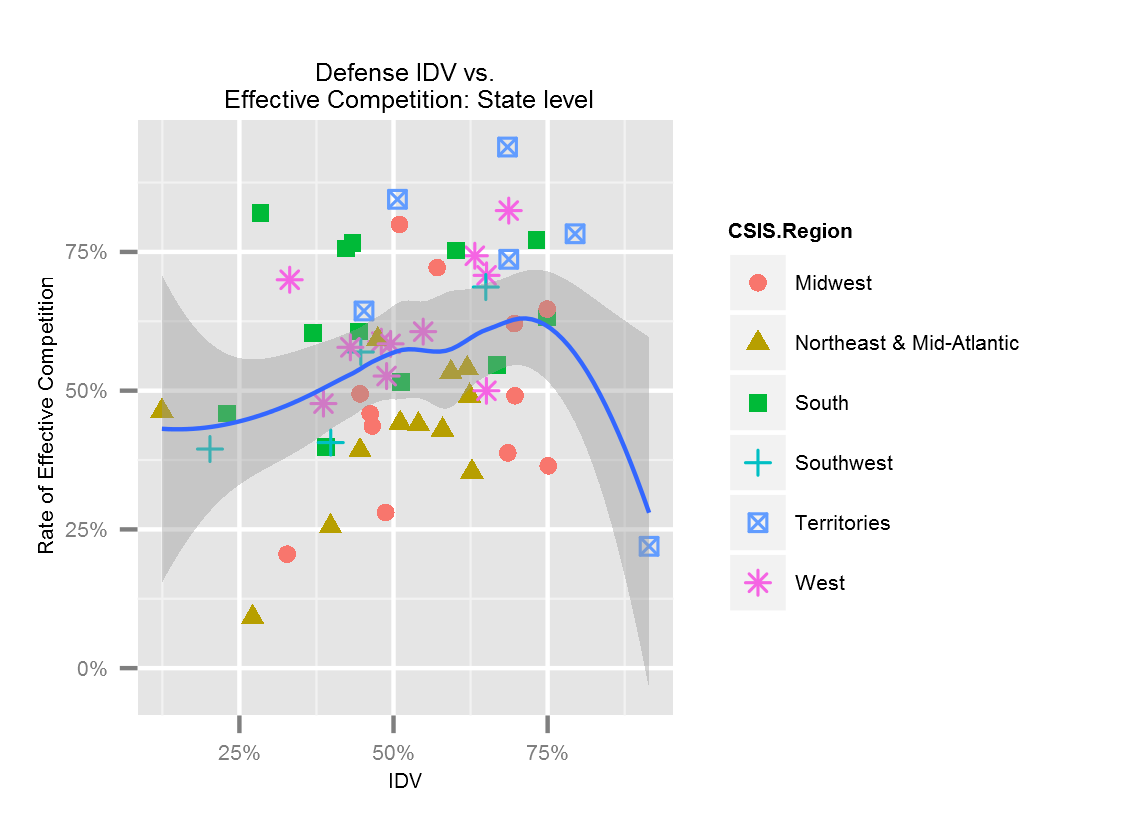 Defense IDV vs.
Effective Competition: State level
Rate of Effective Competition
75%
50%
25%
0%
25%
50%
75%
IDV
CSIS.Region
Midwest
Northeast & Mid-Atlantic
South
Southwest
Territories
West